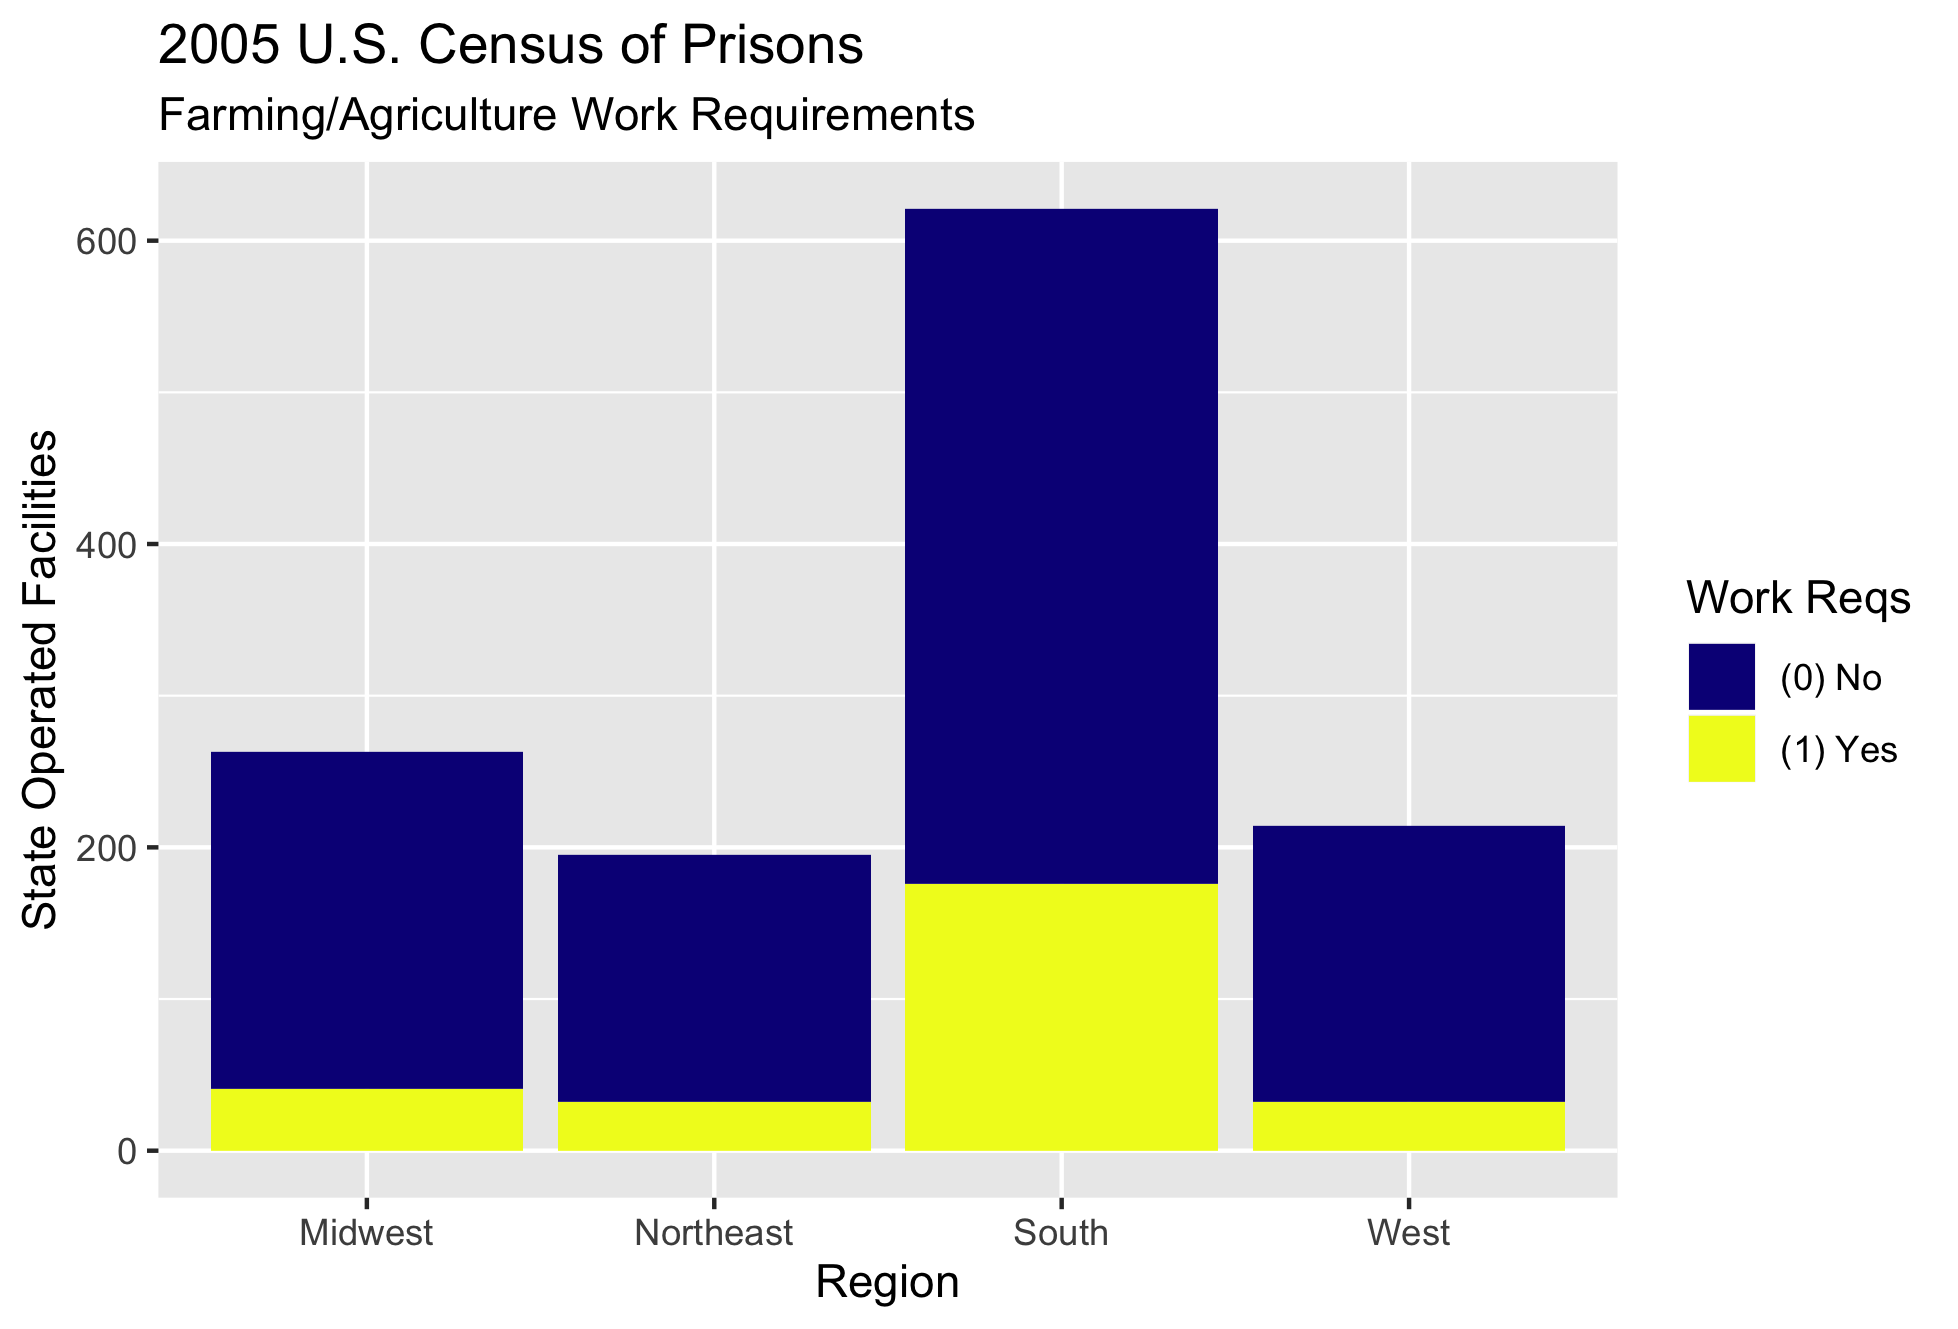 2005 U.S. Census of Prisons
Farming/Agriculture Work Requirements
State Operated Facilities
600
400
200
0
Midwest
Northeast
South
West
Region
Work Reqs
(0) No
(1) Yes